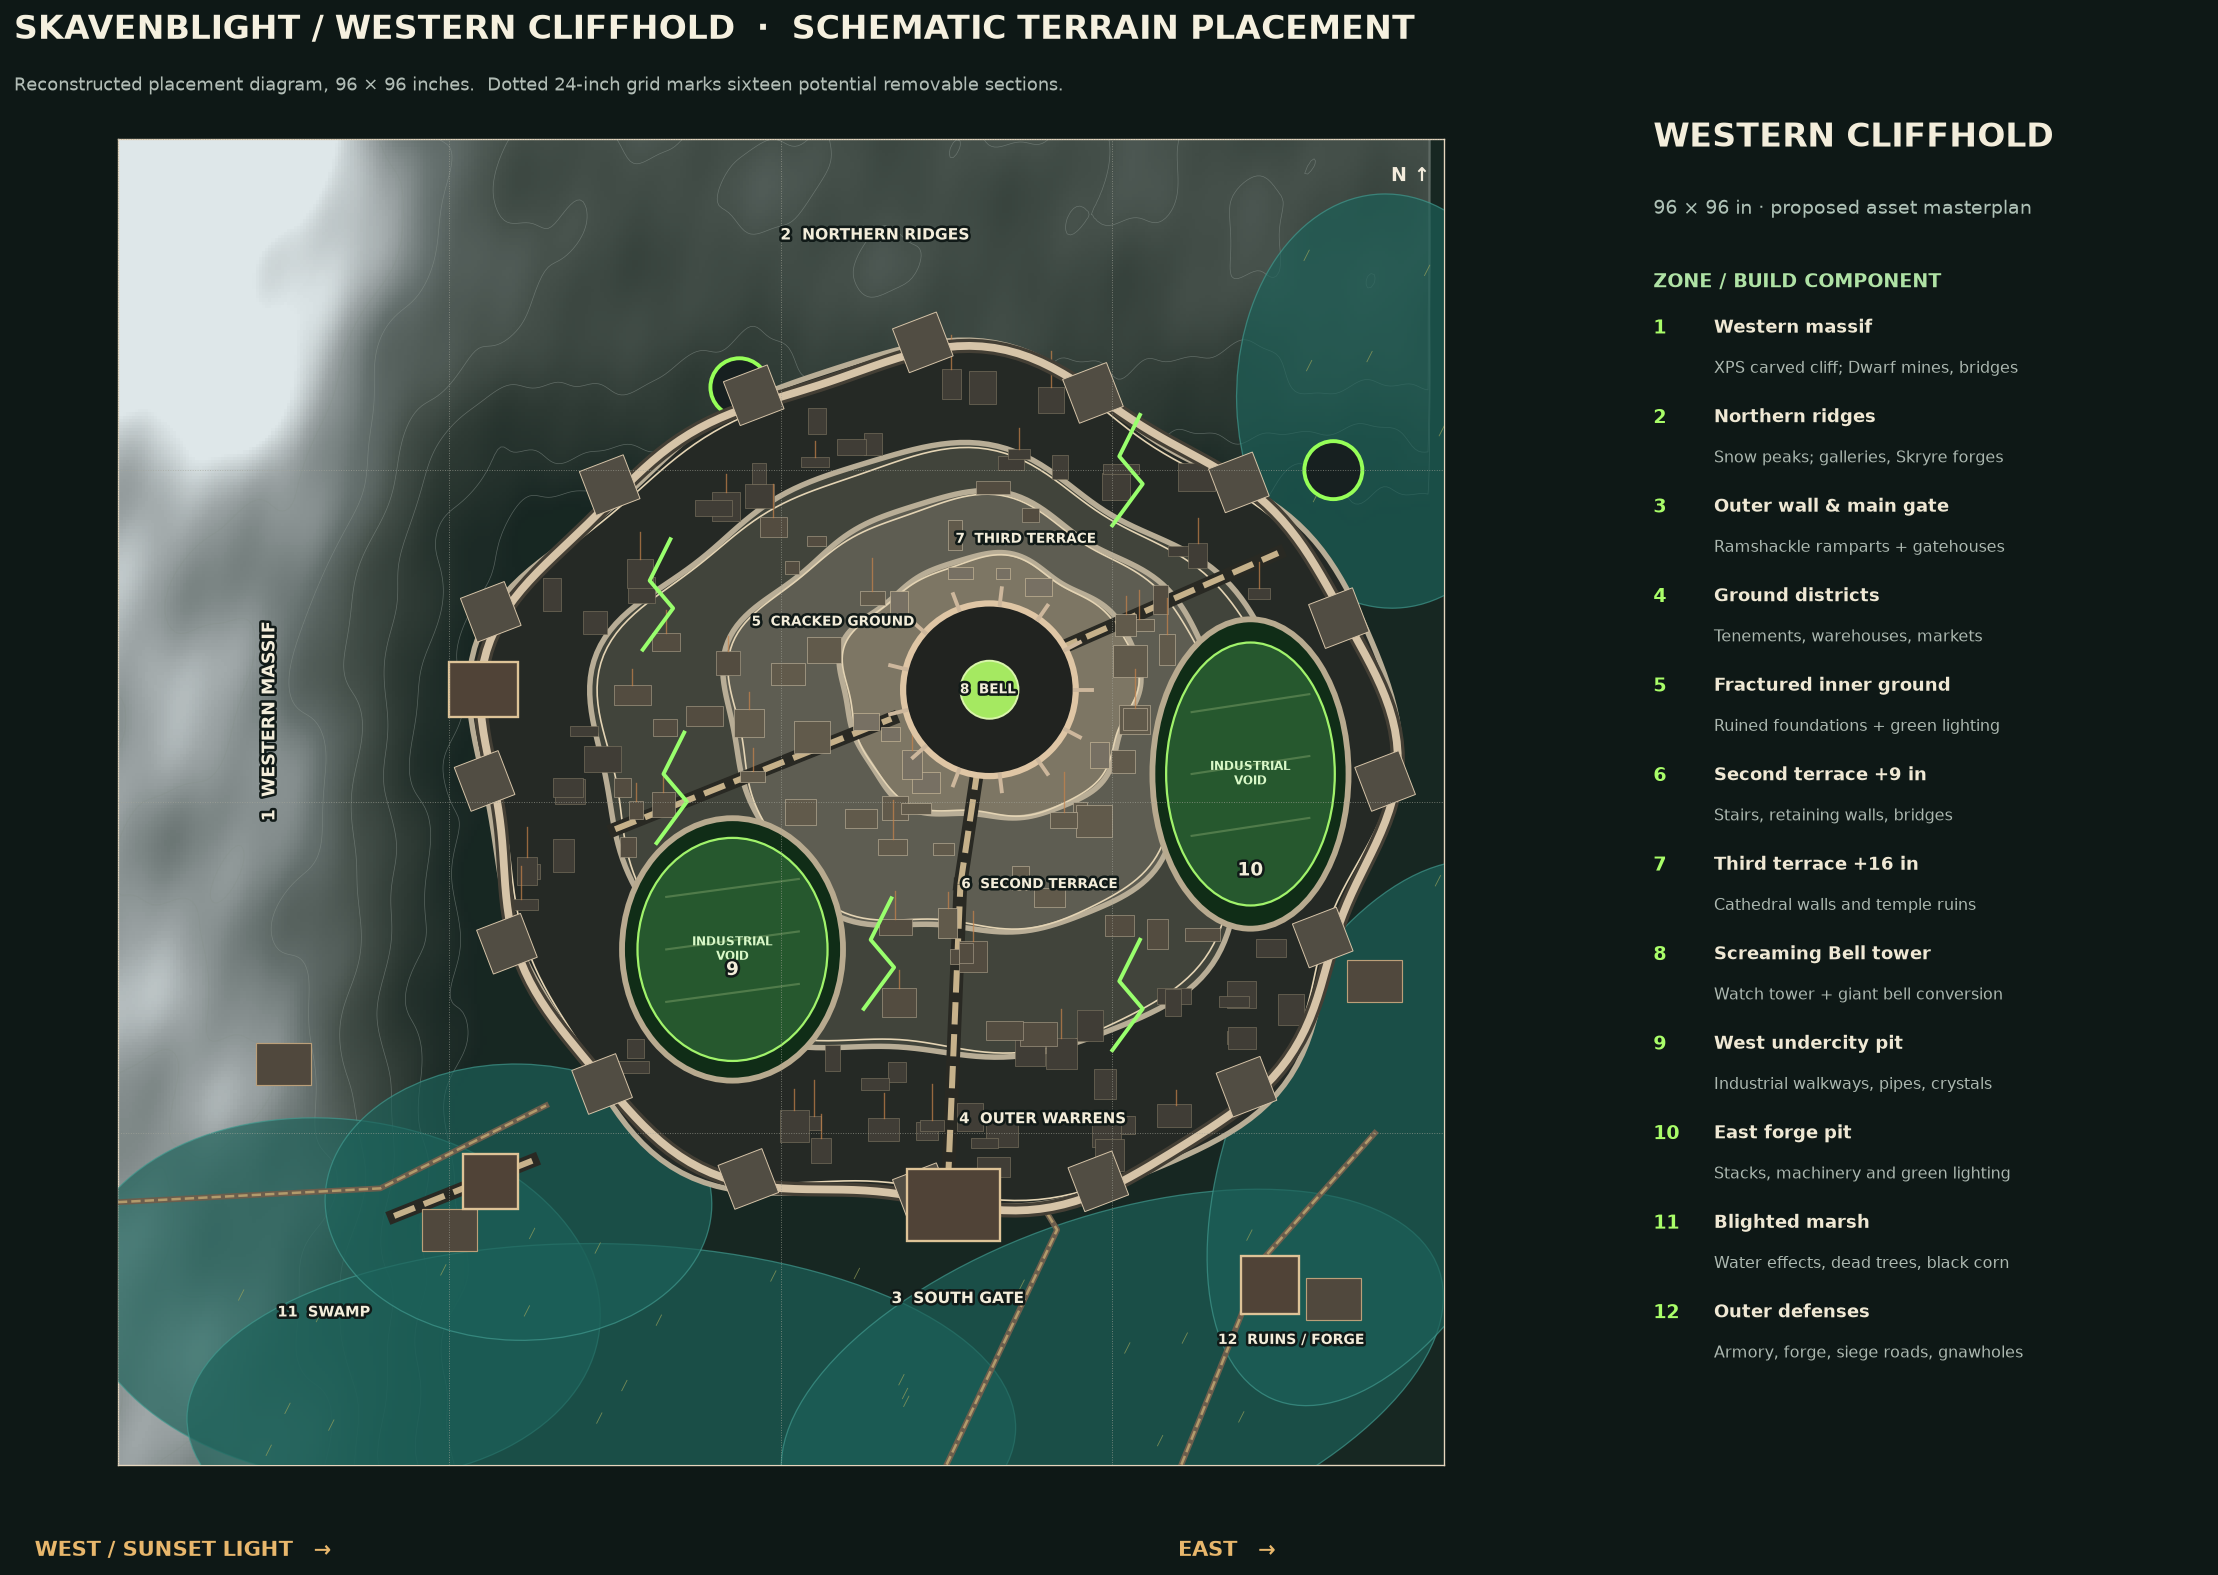 SKAVENBLIGHT / WESTERN CLIFFHOLD · SCHEMATIC TERRAIN PLACEMENT
Reconstructed placement diagram, 96 × 96 inches. Dotted 24-inch grid marks sixteen potential removable sections.
N ↑
2 NORTHERN RIDGES
7 THIRD TERRACE
5 CRACKED GROUND
1 WESTERN MASSIF
8 BELL
INDUSTRIAL
VOID
10
6 SECOND TERRACE
INDUSTRIAL
VOID
9
4 OUTER WARRENS
3 SOUTH GATE
11 SWAMP
12 RUINS / FORGE
WEST / SUNSET LIGHT →
EAST →
WESTERN CLIFFHOLD
96 × 96 in · proposed asset masterplan
ZONE / BUILD COMPONENT
1 Western massif
XPS carved cliff; Dwarf mines, bridges
2 Northern ridges
Snow peaks; galleries, Skryre forges
3 Outer wall & main gate
Ramshackle ramparts + gatehouses
4 Ground districts
Tenements, warehouses, markets
5 Fractured inner ground
Ruined foundations + green lighting
6 Second terrace +9 in
Stairs, retaining walls, bridges
7 Third terrace +16 in
Cathedral walls and temple ruins
8 Screaming Bell tower
Watch tower + giant bell conversion
9 West undercity pit
Industrial walkways, pipes, crystals
10 East forge pit
Stacks, machinery and green lighting
11 Blighted marsh
Water effects, dead trees, black corn
12 Outer defenses
Armory, forge, siege roads, gnawholes